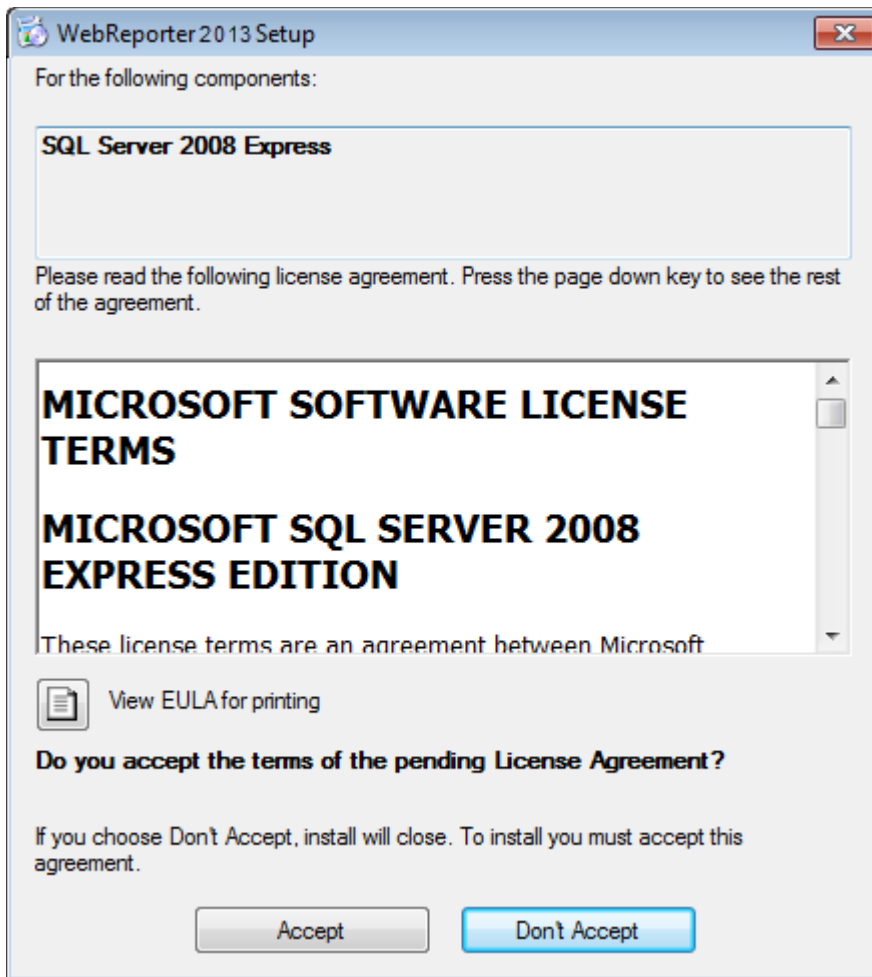 WebReporter 2013 Setup
For the following components:
SQL Server 2008 Express
Please read the following license agreement. Press the page down key to see the rest
of the agreement.
MICROSOFT SOFTWARE LICENSE
TERMS
MICROSOFT SQL SERVER 2008
EXPRESS EDITION
These license terms are an agreement between Microsoft
View EULA for printing
Do you accept the terms of the pending License Agreement?
If you choose Don't Accept, install will close. To install you must accept this
agreement.
Accept
Don't Accept